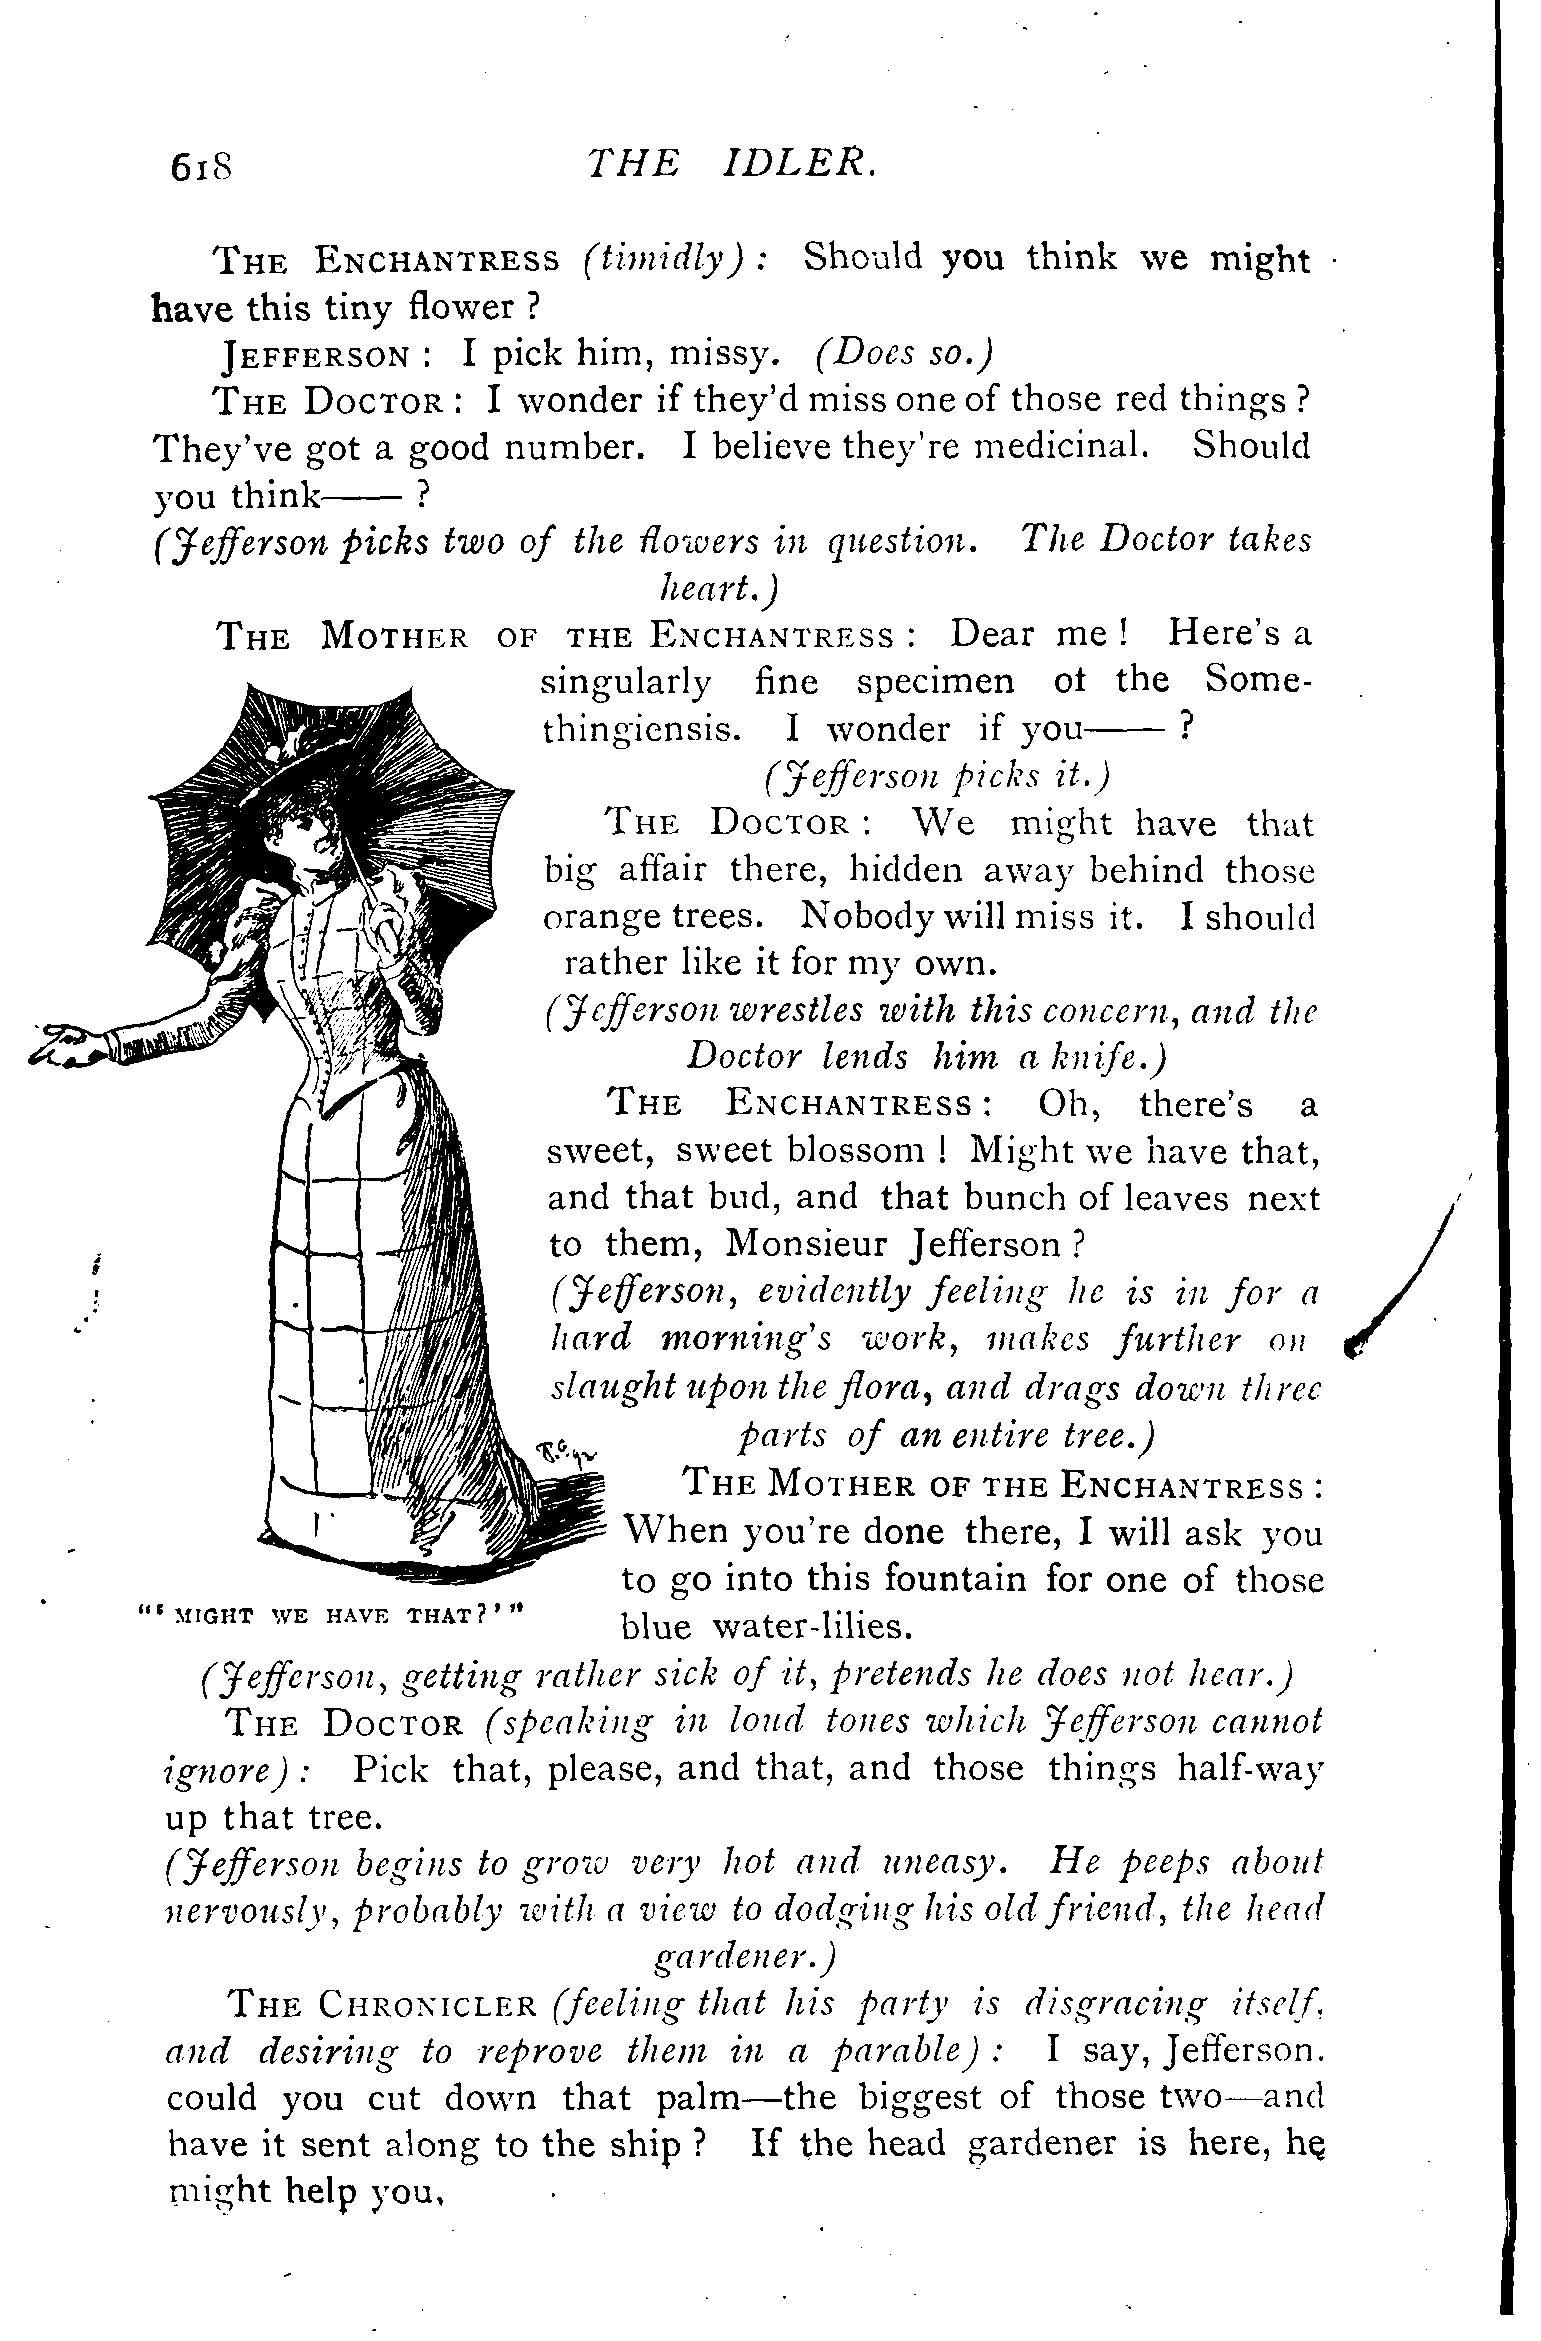 618 THE IDLER.
THE ENCHANTRESS (timidly) : Should you think we might
have this tiny flower ?
JEFFERSON : I pick him, missy. (Does so.)
THE DOCTOR : I wonder if they'd miss one of those red things ?
They've got a good number. I believe they're medicinal. Should
you think—— ?
(Jefferson picks two of the flowers in question. The Doctor takes
heart.)
THE MOTHER OF THE ENCHANTRESS : Dear me ! Here's a
singularly fine specimen ot the Some-
thingiensis. I wonder if you—— ?
(Jefferson picks it.)
THE DOCTOR : We might have that
big affair there, hidden away behind those
orange trees. Nobody will miss it. I should
rather like it for my own.
(Jefferson wrestles with this concern, and the
Doctor lends him a knife.)
THE ENCHANTRESS : Oh, there's a
sweet, sweet blossom ! Might we have that,
and that bud, and that bunch of leaves next
to them, Monsieur Jefferson ?
(Jefferson, evidently feeling he is in for a
hard morning's work, makes further on
slaught upon the flora, and drags down three
parts of an entire tree.)
THE MOTHER OF THE ENCHANTRESS :
When you're done there, I will ask you
to go into this fountain for one of those
blue water-lilies.
"'MIGHT WE HAVE THAT?'"
(Jefferson, getting rather sick of it, pretends he does not hear.)
THE DOCTOR (speaking in loud tones which Jefferson cannot
ignore) : Pick that, please, and that, and those things half-way
up that tree.
(Jefferson begins to grow very hot and uneasy. He peeps about
nervously, probably with a view to dodging his old friend, the head
gardener.)
THE CHRONICLER (feeling that his party is disgracing itself,
and desiring to reprove them in a parable) : I say, Jefferson.
could you cut down that palm—the biggest of those two—and
have it sent along to the ship ? If the head gardener is here, he
might help you,